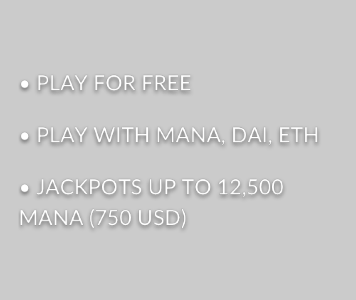 • PLAY FOR FREE
• PLAY WITH MANA, DAI, ETH
• JACKPOTS UP TO 12,500
MANA (750 USD)